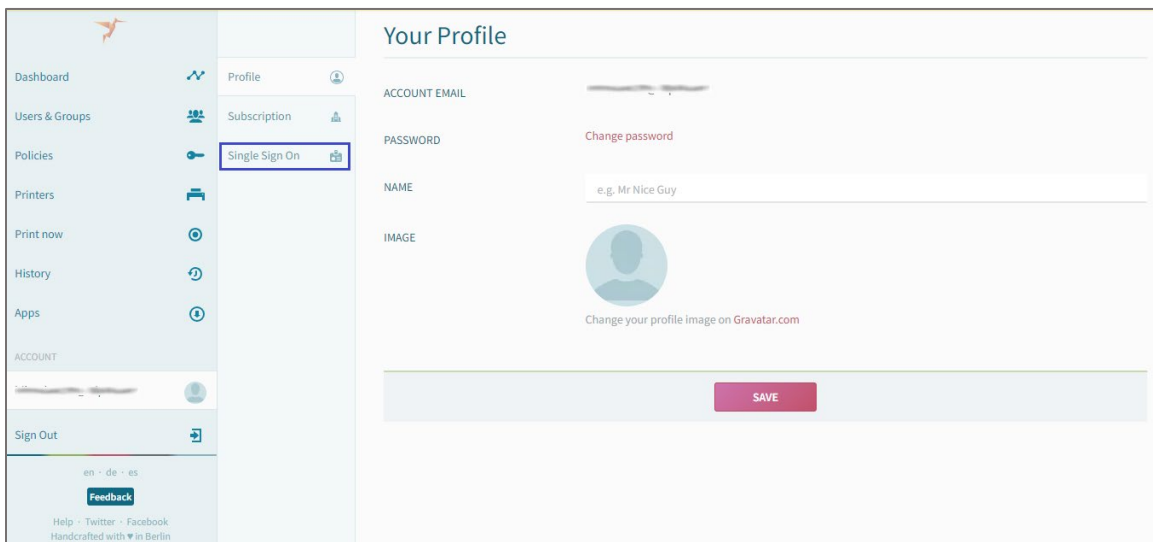 Dashboard
Users & Groups
Policies
Printers
Print now
History
Apps
ACCOUNT
Sign Out
en · de · es
Feedback
Help · Twitter · Facebook
Handcrafted with ♥ in Berlin
Profile
Subscription
Single Sign On
Your Profile
ACCOUNT EMAIL
PASSWORD
Change password
NAME
e.g. Mr Nice Guy
IMAGE
Change your profile image on Gravatar.com
SAVE